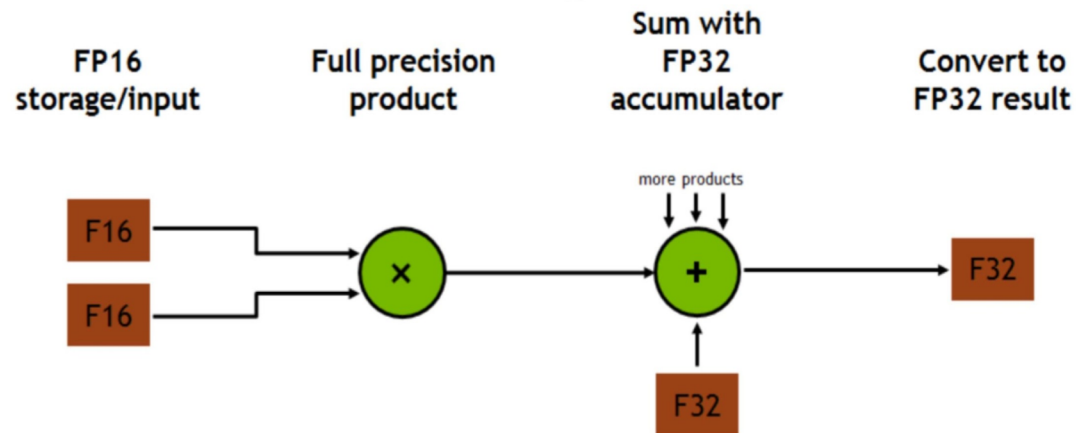 FP16
storage/input
Full precision
product
Sum with
FP32
accumulator
Convert to
FP32 result
more products
F16
F16
×
+
F32
F32